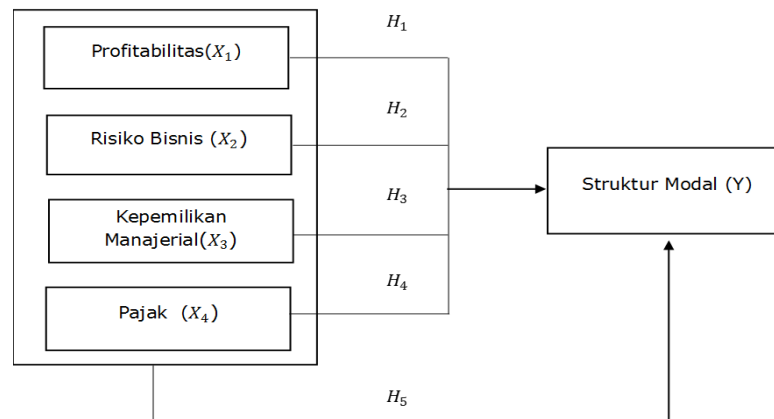 H₁
Profitabilitas(X₁)
H₂
Risiko Bisnis (X₂)
Struktur Modal (Y)
H₃
Kepemilikan
Manajerial(X₃)
H₄
Pajak (X₄)
H₅